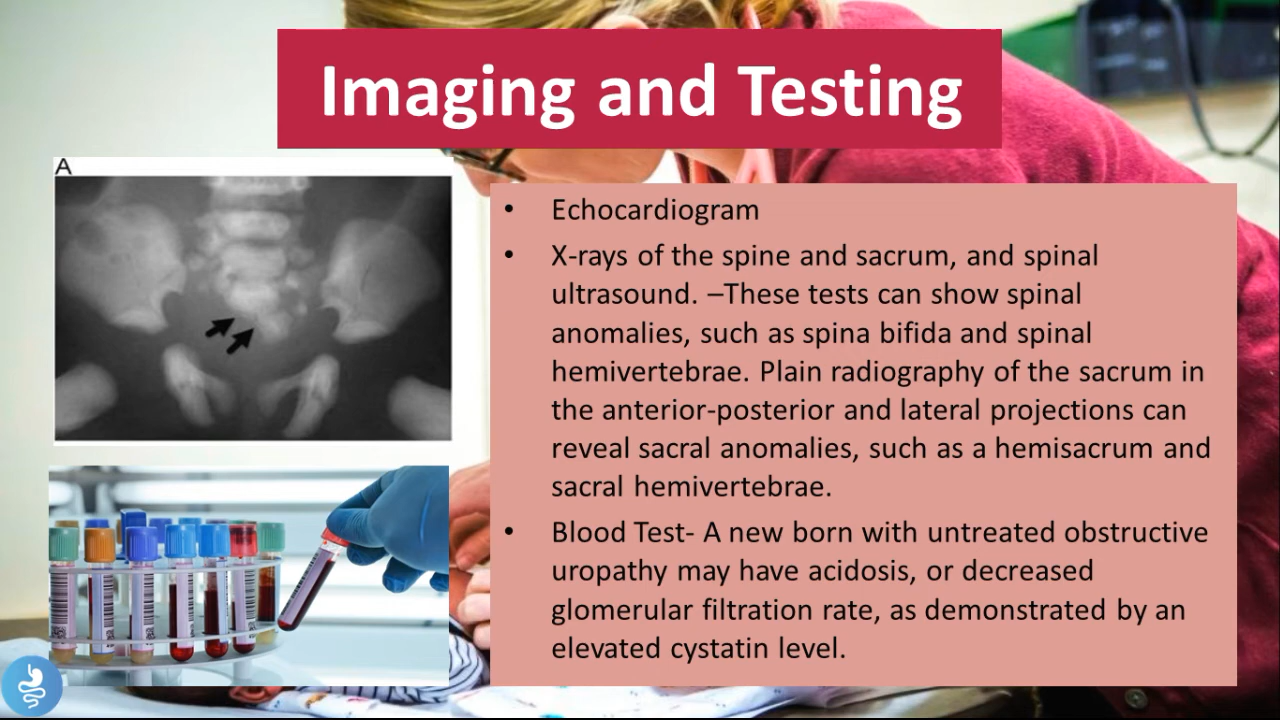 Imaging and Testing
A
• Echocardiogram
• X-rays of the spine and sacrum, and spinal
ultrasound. –These tests can show spinal
anomalies, such as spina bifida and spinal
hemivertebrae. Plain radiography of the sacrum in
the anterior-posterior and lateral projections can
reveal sacral anomalies, such as a hemisacrum and
sacral hemivertebrae.
• Blood Test- A new born with untreated obstructive
uropathy may have acidosis, or decreased
glomerular filtration rate, as demonstrated by an
elevated cystatin level.